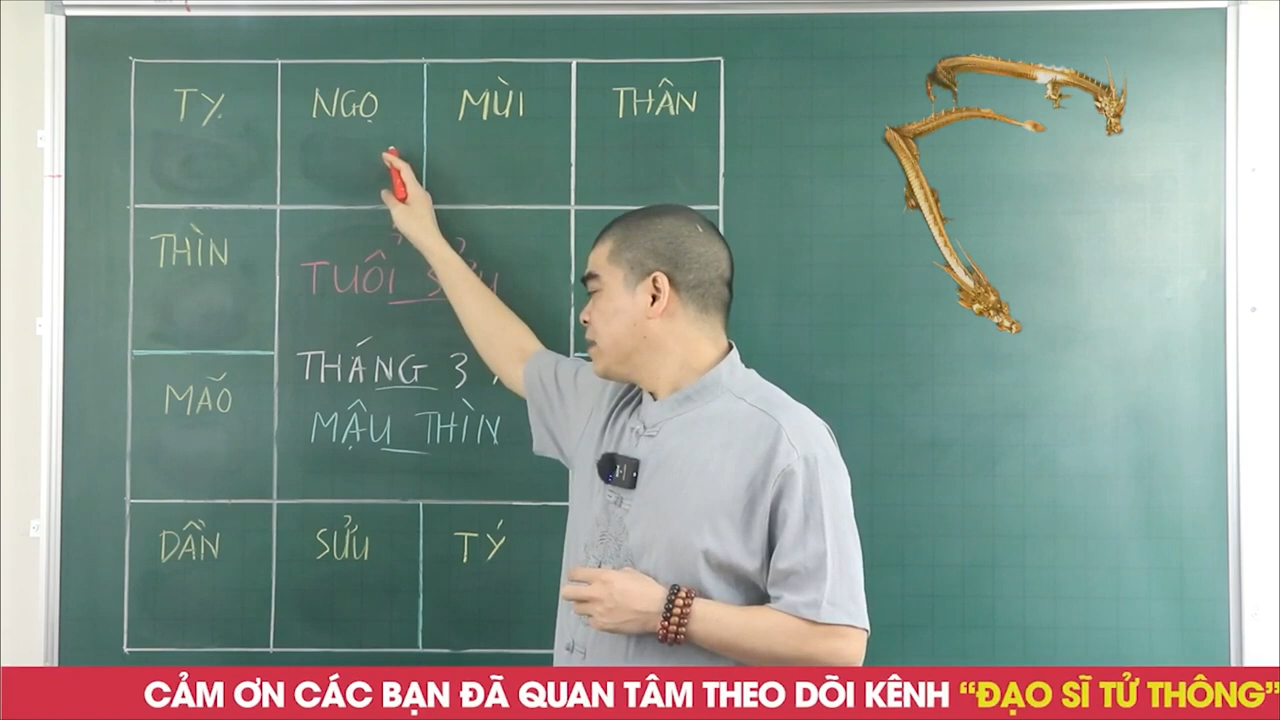 TỴ NGỌ MÙI THÂN
THÌN
TUỔI SỬU
MÃO
THÁNG 3
MẬU THÌN
DẦN SỬU TÝ
CẢM ƠN CÁC BẠN ĐÃ QUAN TÂM THEO DÕI KÊNH “ĐẠO SĨ TỬ THÔNG”